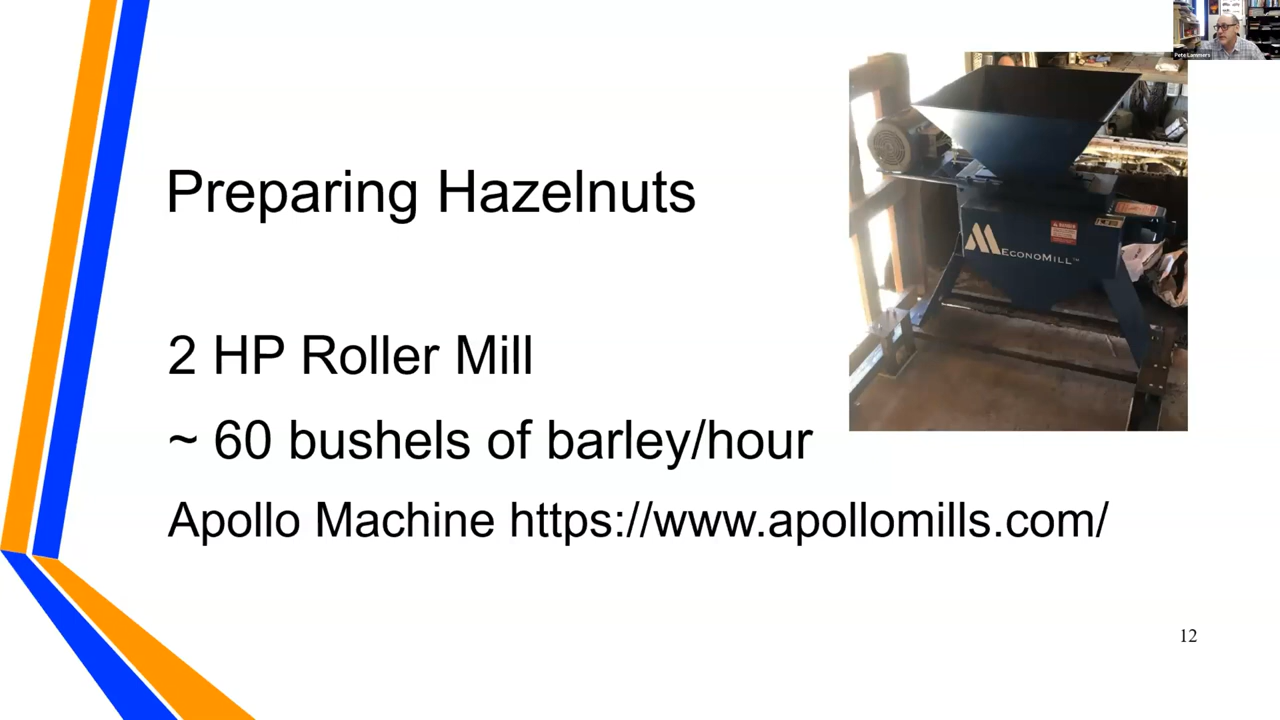 Pete Lammers
Preparing Hazelnuts
ECONOMILL™
2 HP Roller Mill
~ 60 bushels of barley/hour
Apollo Machine https://www.apollomills.com/
12